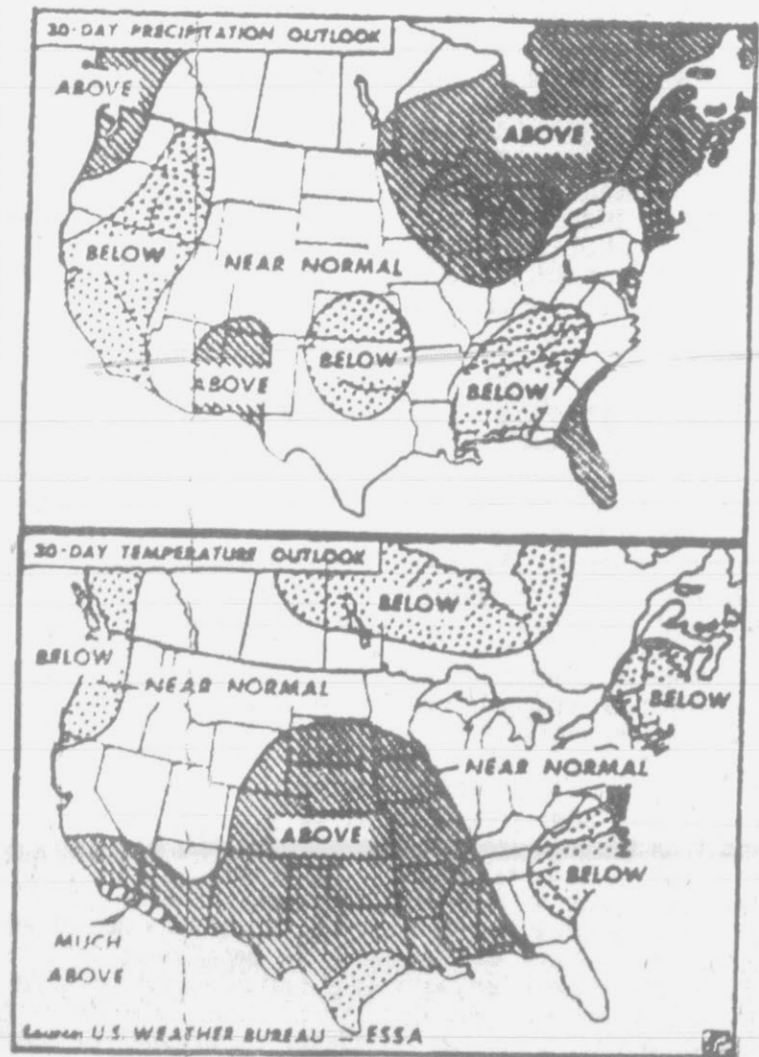 30-DAY PRECIPITATION OUTLOOK
ABOVE
ABOVE
BELOW
NEAR NORMAL
BELOW
ABOVE
BELOW
30-DAY TEMPERATURE OUTLOOK
BELOW
BELOW
NEAR NORMAL
BELOW
NEAR NORMAL
ABOVE
BELOW
MUCH
ABOVE
Source: U.S. WEATHER BUREAU — ESSA